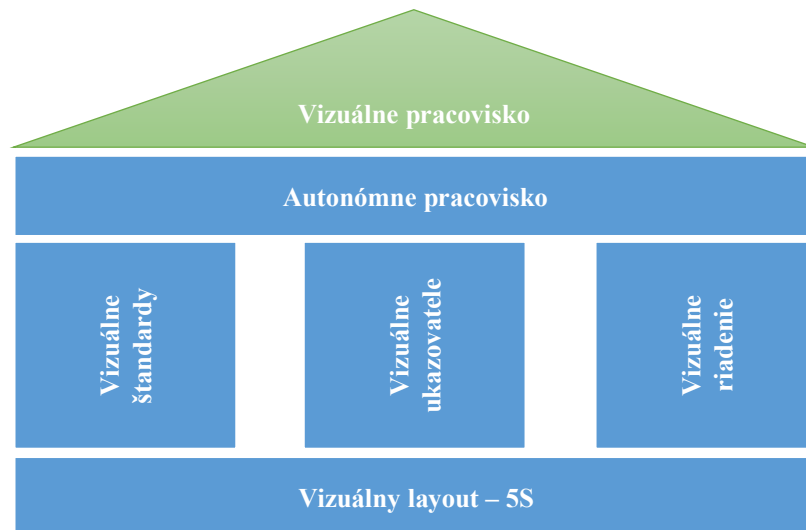 Vizuálne pracovisko
Autonómne pracovisko
Vizuálne
štandardy
Vizuálne
ukazovatele
Vizuálne
riadenie
Vizuálny layout – 5S